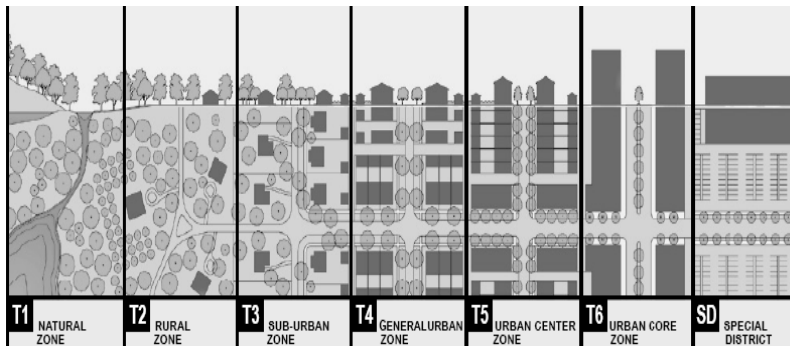 T1 NATURAL
ZONE
T2 RURAL
ZONE
T3 SUB-URBAN
ZONE
T4 GENERALURBAN
ZONE
T5 URBAN CENTER
ZONE
T6 URBAN CORE
ZONE
SD SPECIAL
DISTRICT